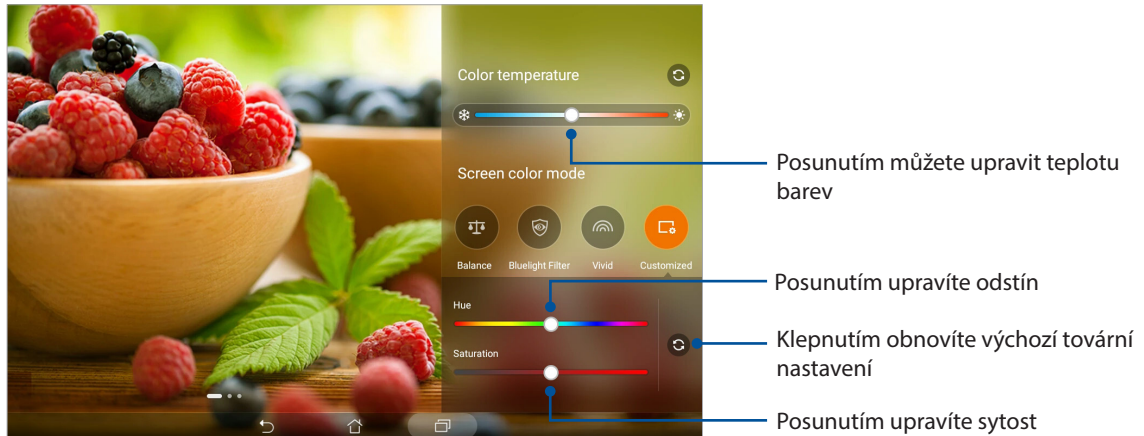 Color temperature
Posunutím můžete upravit teplotu
barev
Screen color mode
Balance
Bluelight Filter
Vivid
Customized
Hue
Posunutím upravíte odstín
Klepnutím obnovíte výchozí tovární
nastavení
Saturation
Posunutím upravíte sytost